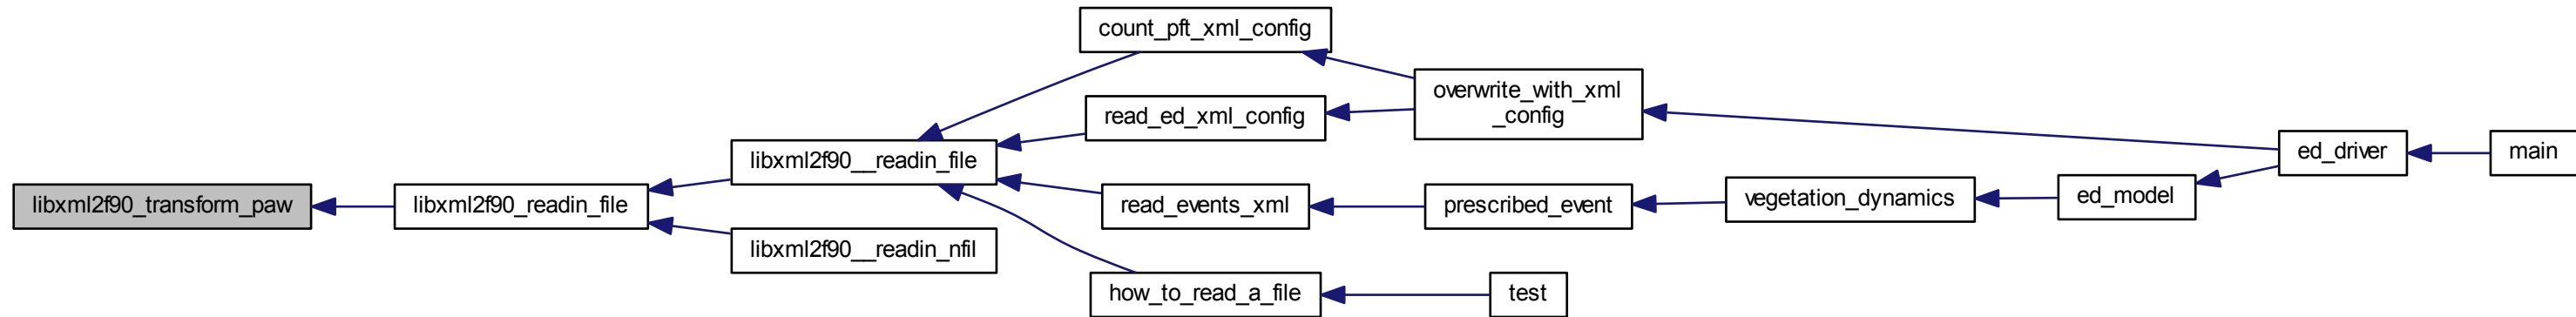 libxml2f90_transform_paw
libxml2f90_readin_file
libxml2f90__readin_file
libxml2f90__readin_nfil
count_pft_xml_config
read_ed_xml_config
read_events_xml
how_to_read_a_file
overwrite_with_xml
_config
prescribed_event
test
vegetation_dynamics
ed_model
ed_driver
main